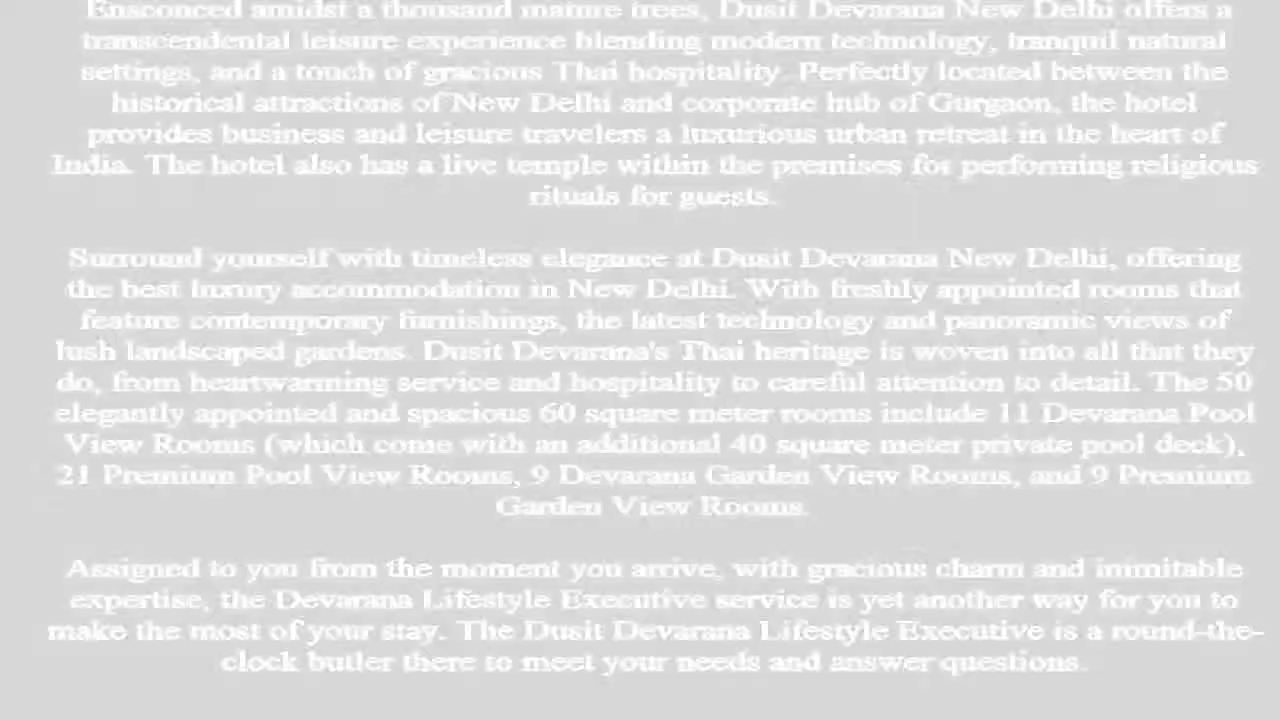 Ensconced amidst a thousand mature trees, Dusit Devarana New Delhi offers a
transcendental leisure experience blending modern technology, tranquil natural
settings, and a touch of gracious Thai hospitality. Perfectly located between the
historical attractions of New Delhi and corporate hub of Gurgaon, the hotel
provides business and leisure travelers a luxurious urban retreat in the heart of
India. The hotel also has a live temple within the premises for performing religious
rituals for guests.
Surround yourself with timeless elegance at Dusit Devarana New Delhi, offering
the best luxury accommodation in New Delhi. With freshly appointed rooms that
feature contemporary furnishings, the latest technology and panoramic views of
lush landscaped gardens. Dusit Devarana's Thai heritage is woven into all that they
do, from heartwarming service and hospitality to careful attention to detail. The 50
elegantly appointed and spacious 60 square meter rooms include 11 Devarana Pool
View Rooms (which come with an additional 40 square meter private pool deck),
21 Premium Pool View Rooms, 9 Devarana Garden View Rooms, and 9 Premium
Garden View Rooms.
Assigned to you from the moment you arrive, with gracious charm and inimitable
expertise, the Devarana Lifestyle Executive service is yet another way for you to
make the most of your stay. The Dusit Devarana Lifestyle Executive is a round-the-
clock butler there to meet your needs and answer questions.